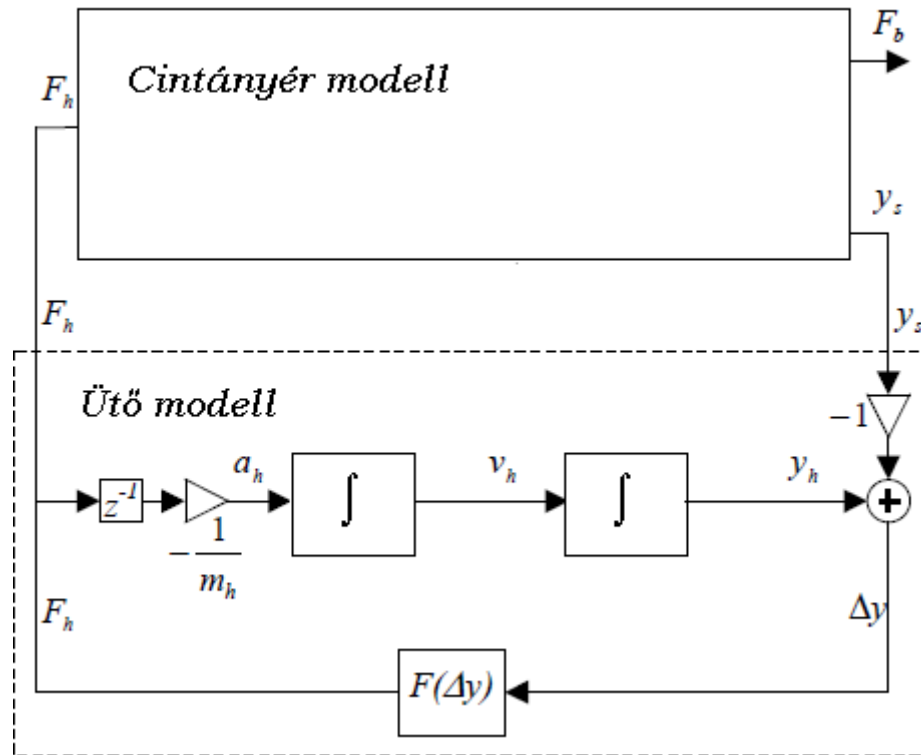 F_b
Cintányér modell
F_h
y_s
F_h
y_s
Ütő modell
-1
a_h
v_h
y_h
z^{-1}
∫
∫
+
-\frac{1}{m_h}
F_h
Δy
F(Δy)